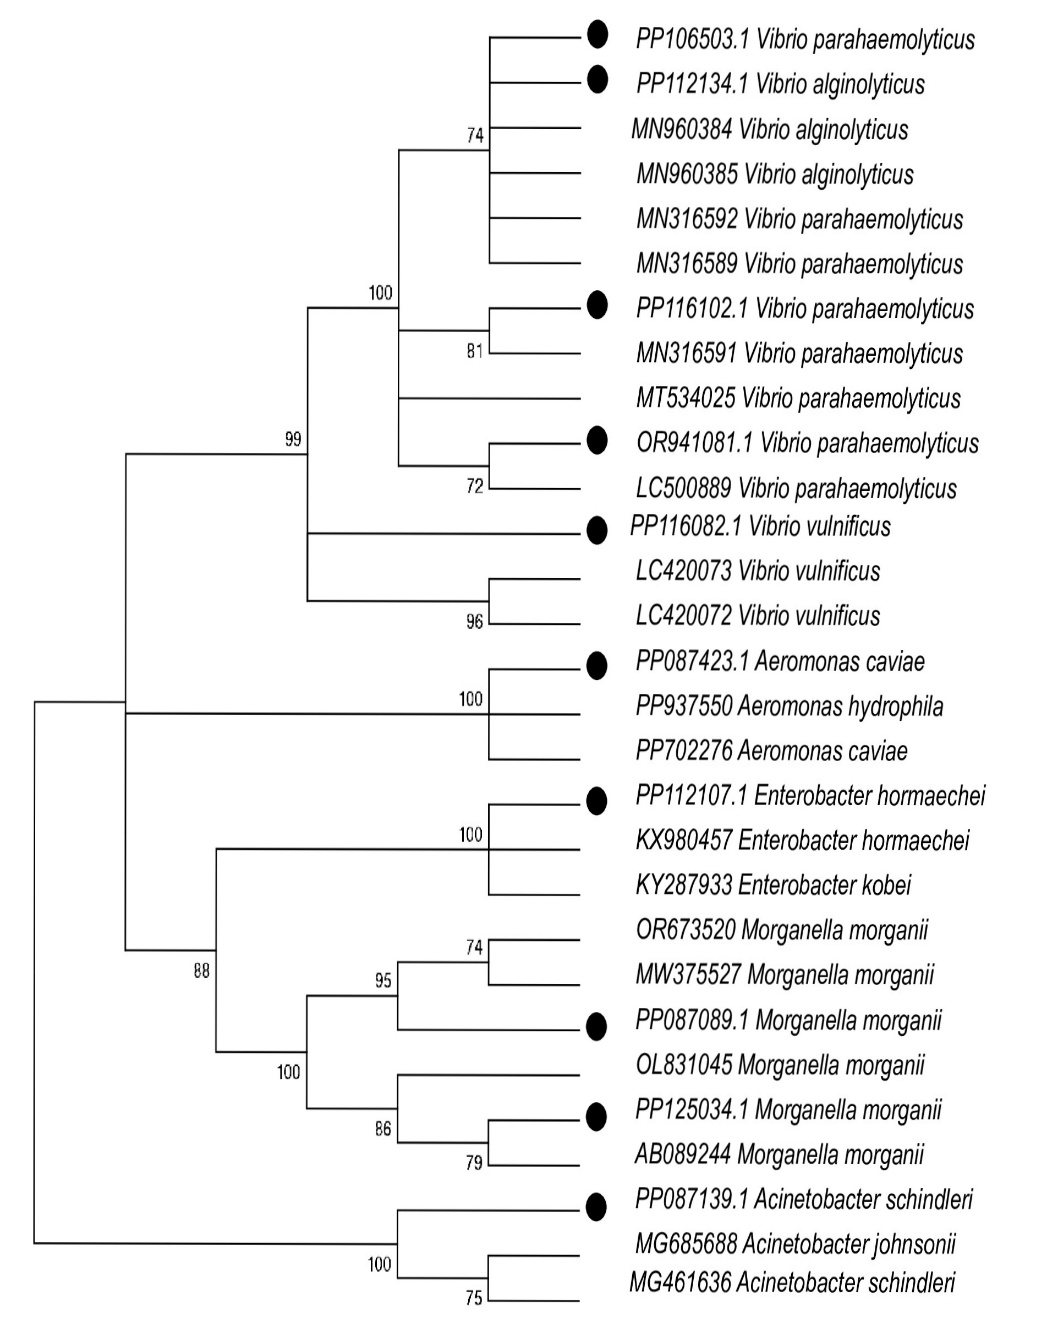 PP106503.1 Vibrio parahaemolyticus
PP112134.1 Vibrio alginolyticus
74
MN960384 Vibrio alginolyticus
MN960385 Vibrio alginolyticus
MN316592 Vibrio parahaemolyticus
MN316589 Vibrio parahaemolyticus
100
PP116102.1 Vibrio parahaemolyticus
81
MN316591 Vibrio parahaemolyticus
MT534025 Vibrio parahaemolyticus
99
OR941081.1 Vibrio parahaemolyticus
72
LC500889 Vibrio parahaemolyticus
PP116082.1 Vibrio vulnificus
LC420073 Vibrio vulnificus
96
LC420072 Vibrio vulnificus
PP087423.1 Aeromonas caviae
100
PP937550 Aeromonas hydrophila
PP702276 Aeromonas caviae
PP112107.1 Enterobacter hormaechei
100
KX980457 Enterobacter hormaechei
KY287933 Enterobacter kobei
OR673520 Morganella morganii
74
88
95
MW375527 Morganella morganii
PP087089.1 Morganella morganii
100
OL831045 Morganella morganii
86
PP125034.1 Morganella morganii
79
AB089244 Morganella morganii
PP087139.1 Acinetobacter schindleri
100
MG685688 Acinetobacter johnsonii
75
MG461636 Acinetobacter schindleri